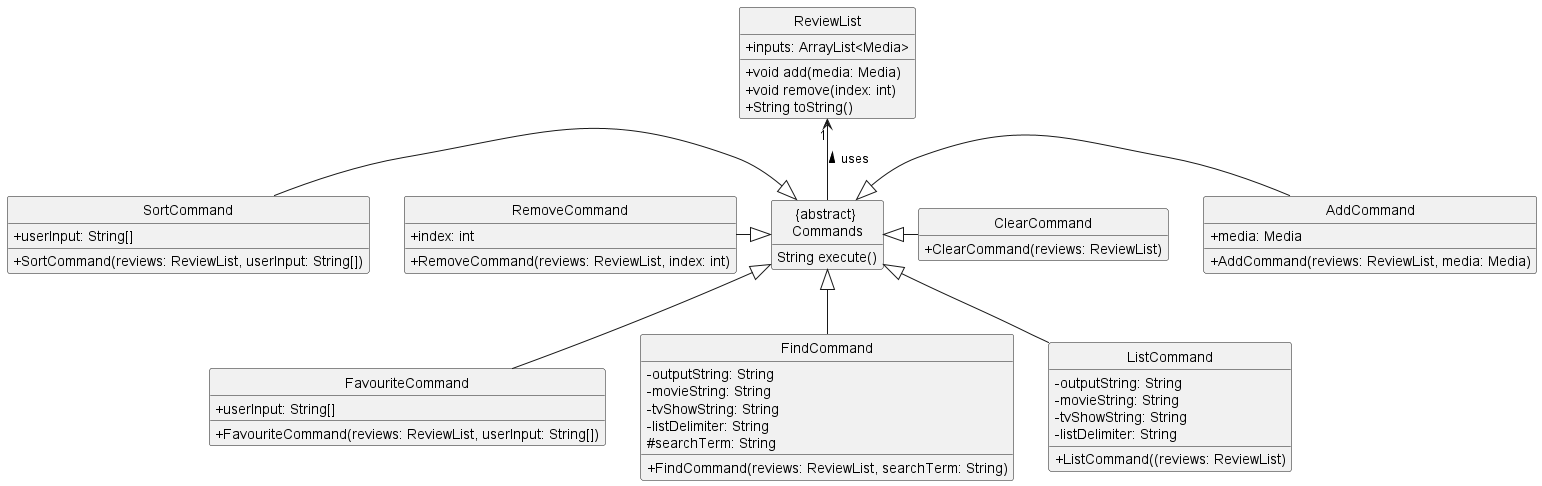 ReviewList
+inputs: ArrayList<Media>
+void add(media: Media)
+void remove(index: int)
+String toString()
1
uses
SortCommand
+userInput: String[]
+SortCommand(reviews: ReviewList, userInput: String[])
RemoveCommand
+index: int
+RemoveCommand(reviews: ReviewList, index: int)
{abstract}
Commands
String execute()
ClearCommand
+ClearCommand(reviews: ReviewList)
AddCommand
+media: Media
+AddCommand(reviews: ReviewList, media: Media)
FavouriteCommand
+userInput: String[]
+FavouriteCommand(reviews: ReviewList, userInput: String[])
FindCommand
-outputString: String
-movieString: String
-tvShowString: String
-listDelimiter: String
#searchTerm: String
+FindCommand(reviews: ReviewList, searchTerm: String)
ListCommand
-outputString: String
-movieString: String
-tvShowString: String
-listDelimiter: String
+ListCommand((reviews: ReviewList)